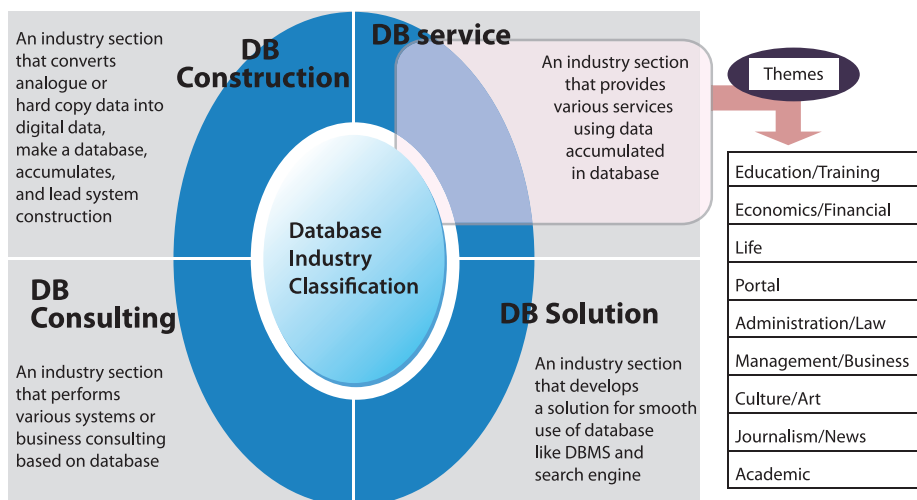 DB
Construction
An industry section
that converts
analogue or
hard copy data into
digital data,
make a database,
accumulates,
and lead system
construction
DB service
An industry section
that provides
various services
using data
accumulated
in database
Database
Industry
Classification
DB
Consulting
An industry section
that performs
various systems or
business consulting
based on database
DB Solution
An industry section
that develops
a solution for smooth
use of database
like DBMS and
search engine
Themes
Education/Training
Economics/Financial
Life
Portal
Administration/Law
Management/Business
Culture/Art
Journalism/News
Academic